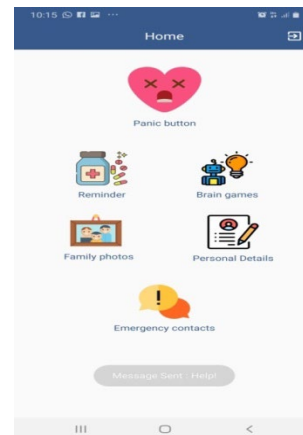 10:15
Home
Panic button
Reminder
Brain games
Family photos
Personal Details
Emergency contacts
Message Sent : Help!